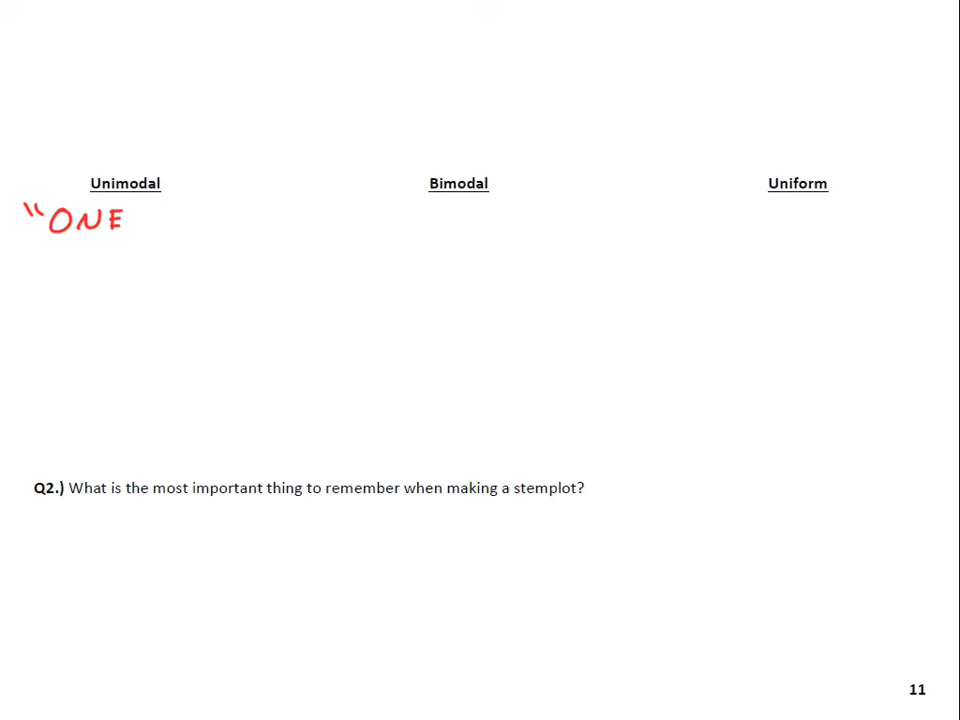 Unimodal Bimodal Uniform
"ONE
Q2.) What is the most important thing to remember when making a stemplot?
11